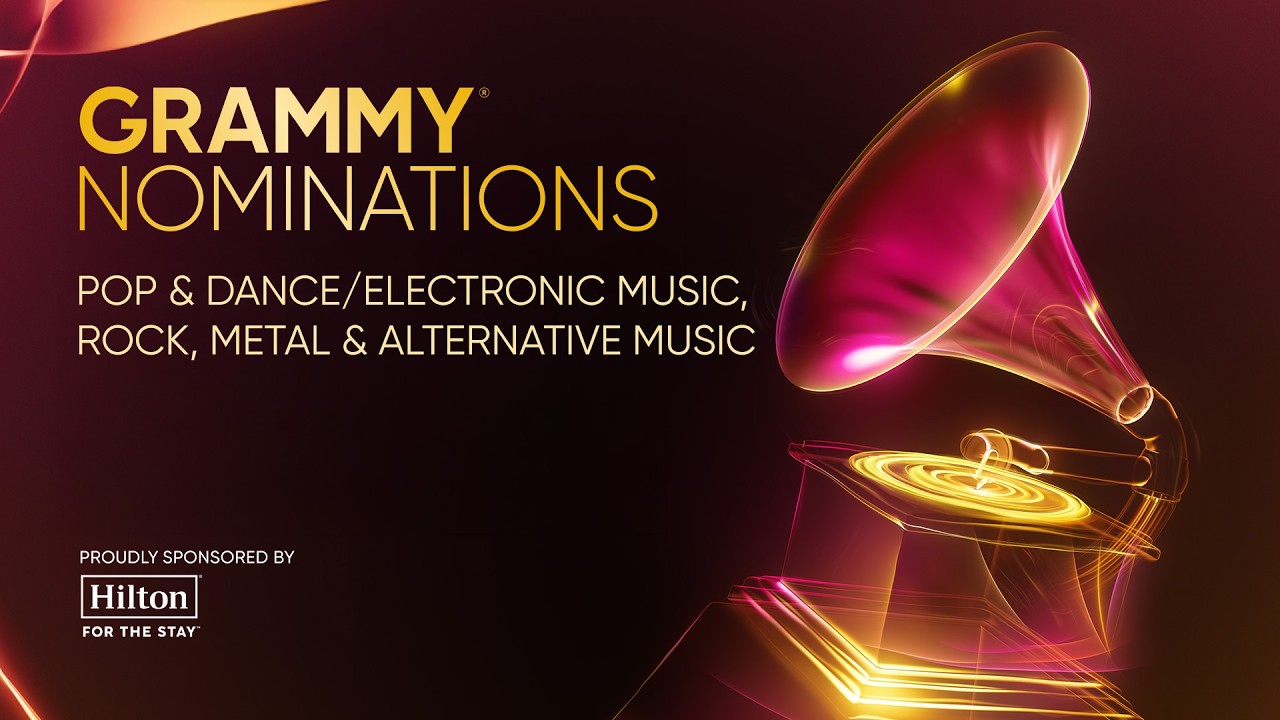 GRAMMY®
NOMINATIONS
POP & DANCE/ELECTRONIC MUSIC,
ROCK, METAL & ALTERNATIVE MUSIC
PROUDLY SPONSORED BY
Hilton
FOR THE STAY™